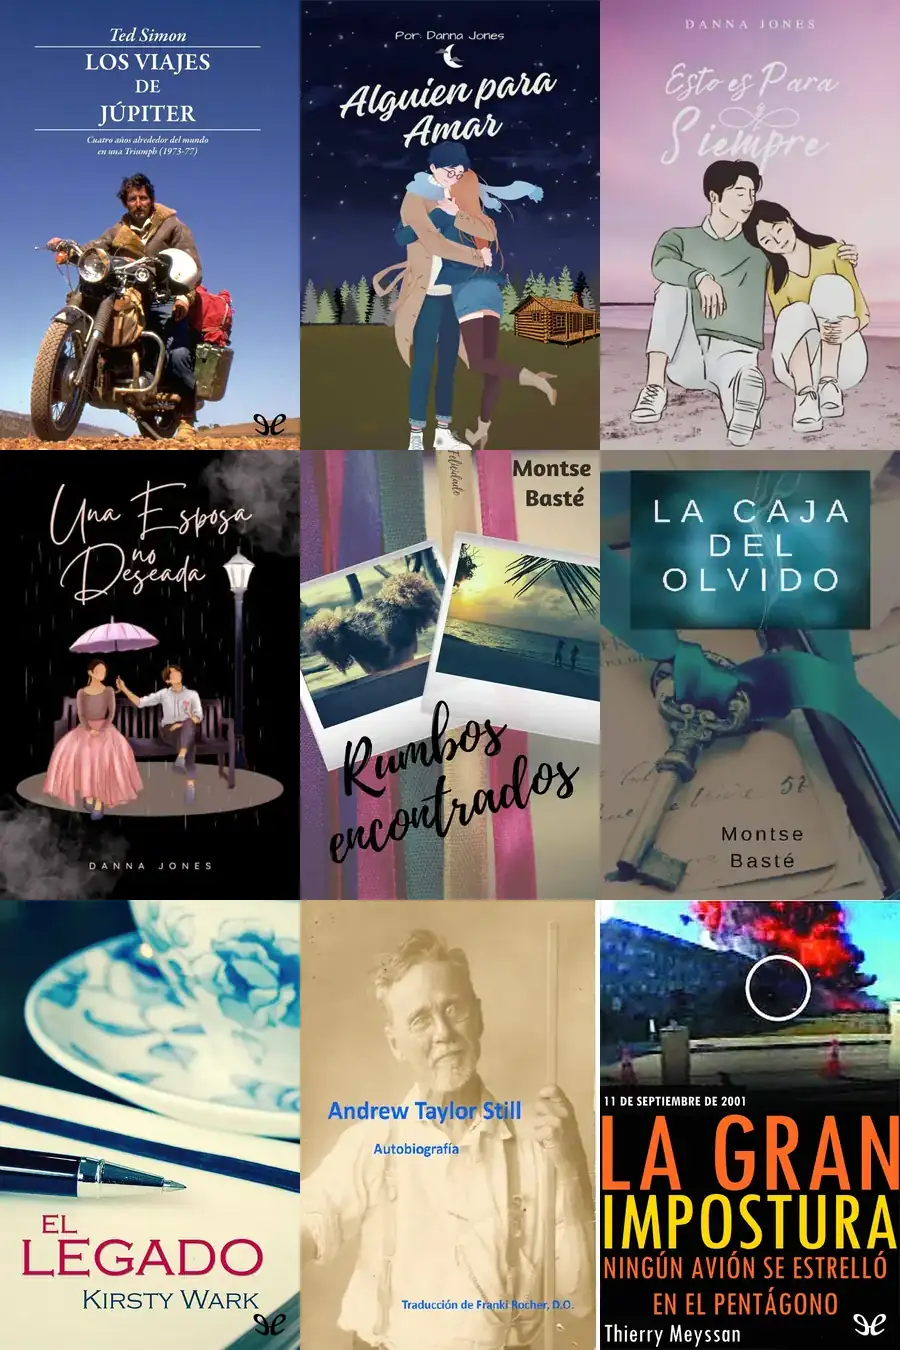 Ted Simon
LOS VIAJES
DE
JÚPITER
Cuatro años alrededor del mundo
en una Triumph (1973-77)
Por: Danna Jones
Alguien para
Amar
DANNA JONES
Esto es Para
Siempre
Una Esposa
no
Deseada
DANNA JONES
Felicidade
Montse
Basté
Rumbos
encontrados
LA CAJA
DEL
OLVIDO
52
Montse
Basté
EL
LEGADO
KIRSTY WARK
Andrew Taylor Still
Autobiografía
Traducción de Franki Rocher, D.O.
11 DE SEPTIEMBRE DE 2001
LA GRAN
IMPOSTURA
NINGÚN AVIÓN SE ESTRELLÓ
EN EL PENTÁGONO
Thierry Meyssan